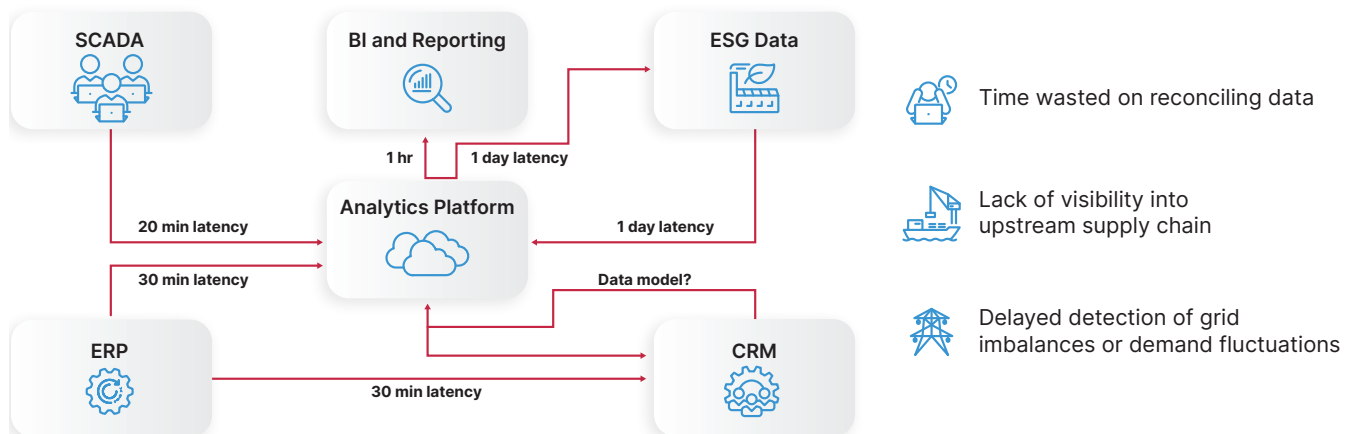 SCADA
BI and Reporting
ESG Data
Time wasted on reconciling data
1 hr
1 day latency
Lack of visibility into
upstream supply chain
Analytics Platform
20 min latency
1 day latency
30 min latency
Data model?
Delayed detection of grid
imbalances or demand fluctuations
ERP
CRM
30 min latency